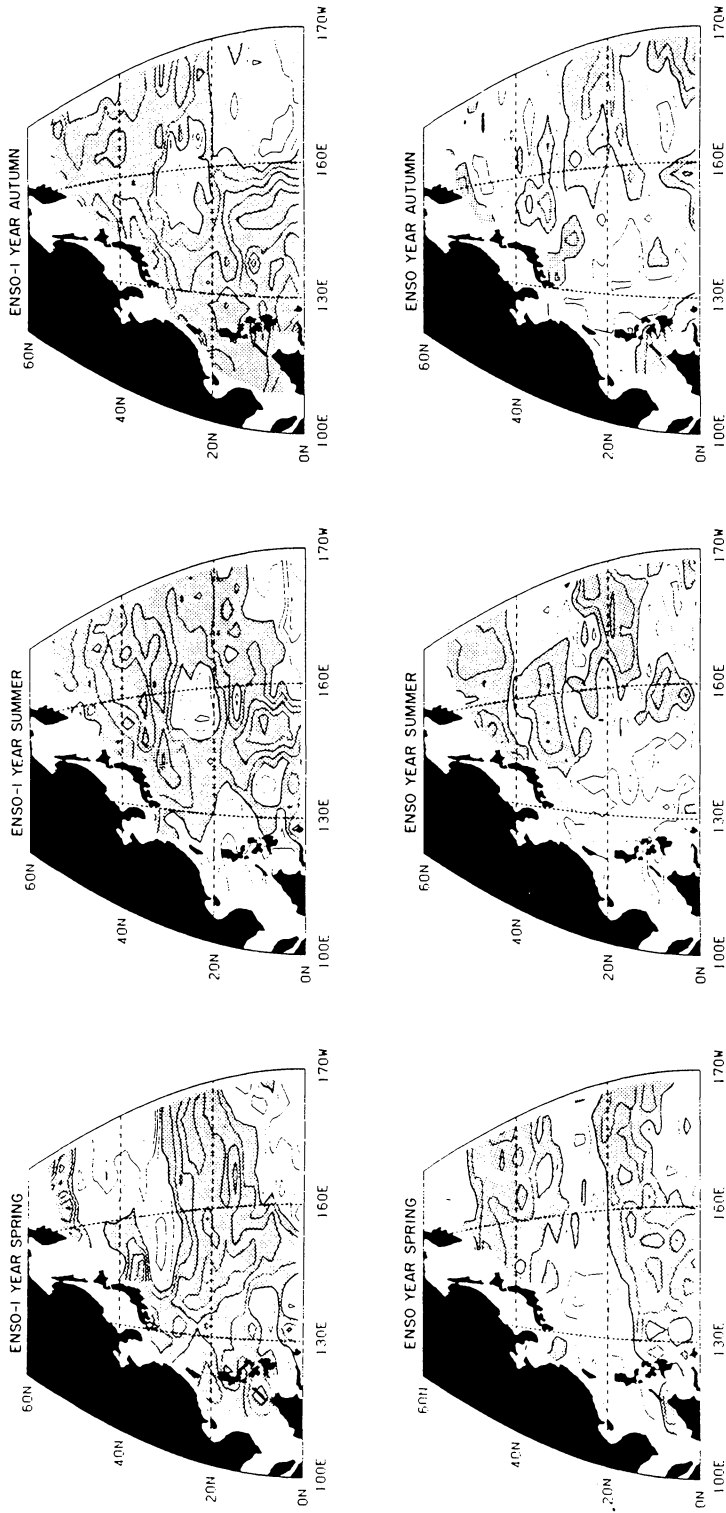 ENSO-1 YEAR SPRING
60N
40N
20N
0N
100E 130E 160E 170W
ENSO-1 YEAR SUMMER
60N
40N
20N
0N
100E 130E 160E 170W
ENSO-1 YEAR AUTUMN
60N
40N
20N
0N
100E 130E 160E 170W
ENSO YEAR SPRING
60N
40N
20N
0N
100E 130E 160E 170W
ENSO YEAR SUMMER
60N
40N
20N
0N
100E 130E 160E 170W
ENSO YEAR AUTUMN
60N
40N
20N
0N
100E 130E 160E 170W